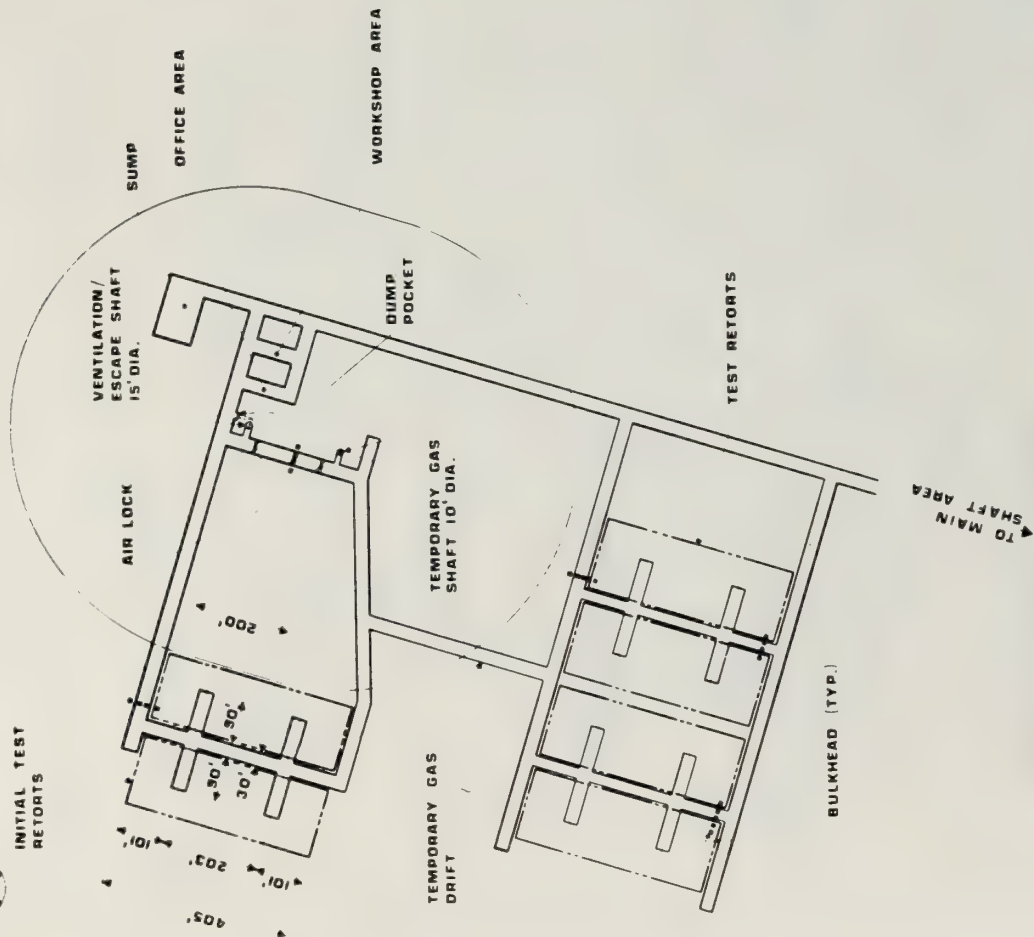 INITIAL TEST
RETORTS
AIR LOCK
VENTILATION/
ESCAPE SHAFT
15' DIA.
SUMP
OFFICE AREA
WORKSHOP AREA
DUMP
POCKET
TEMPORARY GAS
SHAFT 10' DIA.
TEMPORARY GAS
DRIFT
TEST RETORTS
BULKHEAD (TYP.)
TO MAIN
SHAFT AREA
200'
90'
90'
30'
101'
203'
101'
405'